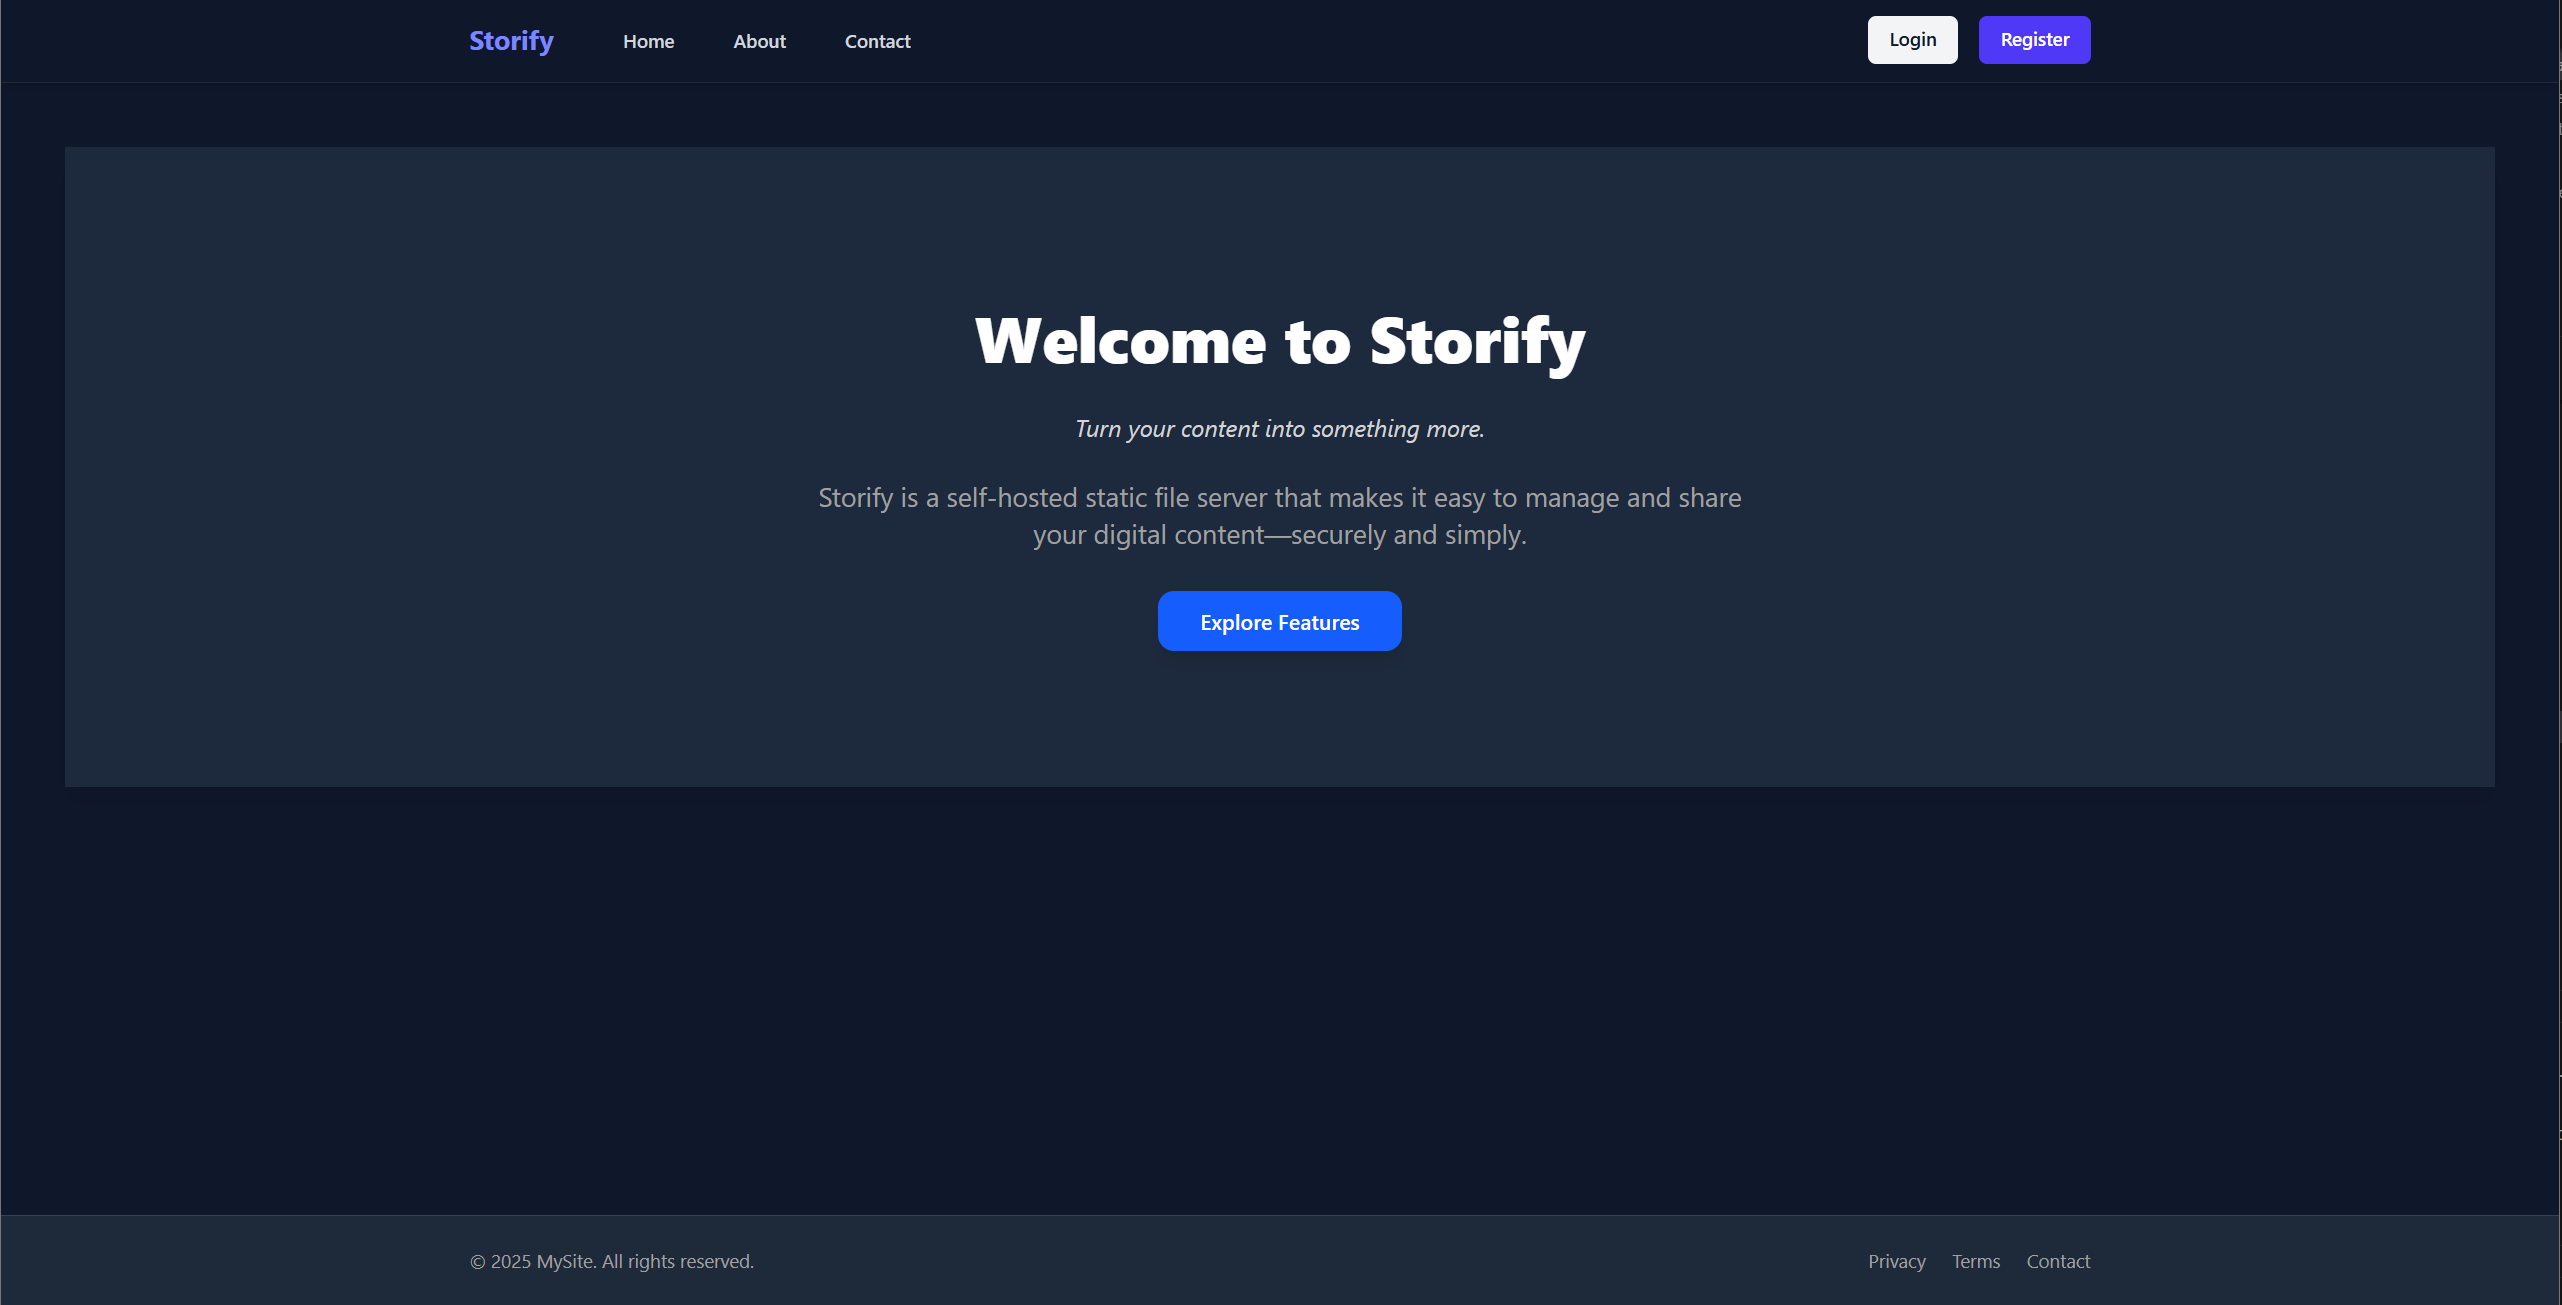 Storify Home About Contact Login Register
Welcome to Storify
Turn your content into something more.
Storify is a self-hosted static file server that makes it easy to manage and share
your digital content—securely and simply.
Explore Features
© 2025 MySite. All rights reserved. Privacy Terms Contact